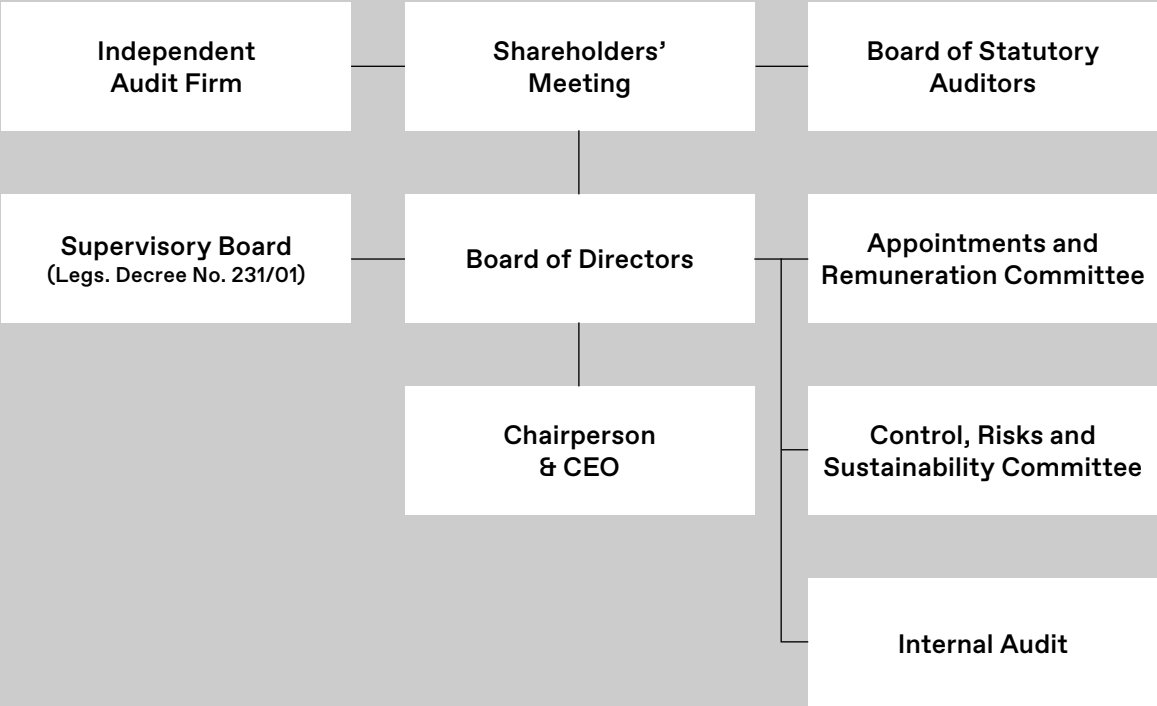 Independent
Audit Firm
Shareholders’
Meeting
Board of Statutory
Auditors
Supervisory Board
(Legs. Decree No. 231/01)
Board of Directors
Appointments and
Remuneration Committee
Chairperson
& CEO
Control, Risks and
Sustainability Committee
Internal Audit